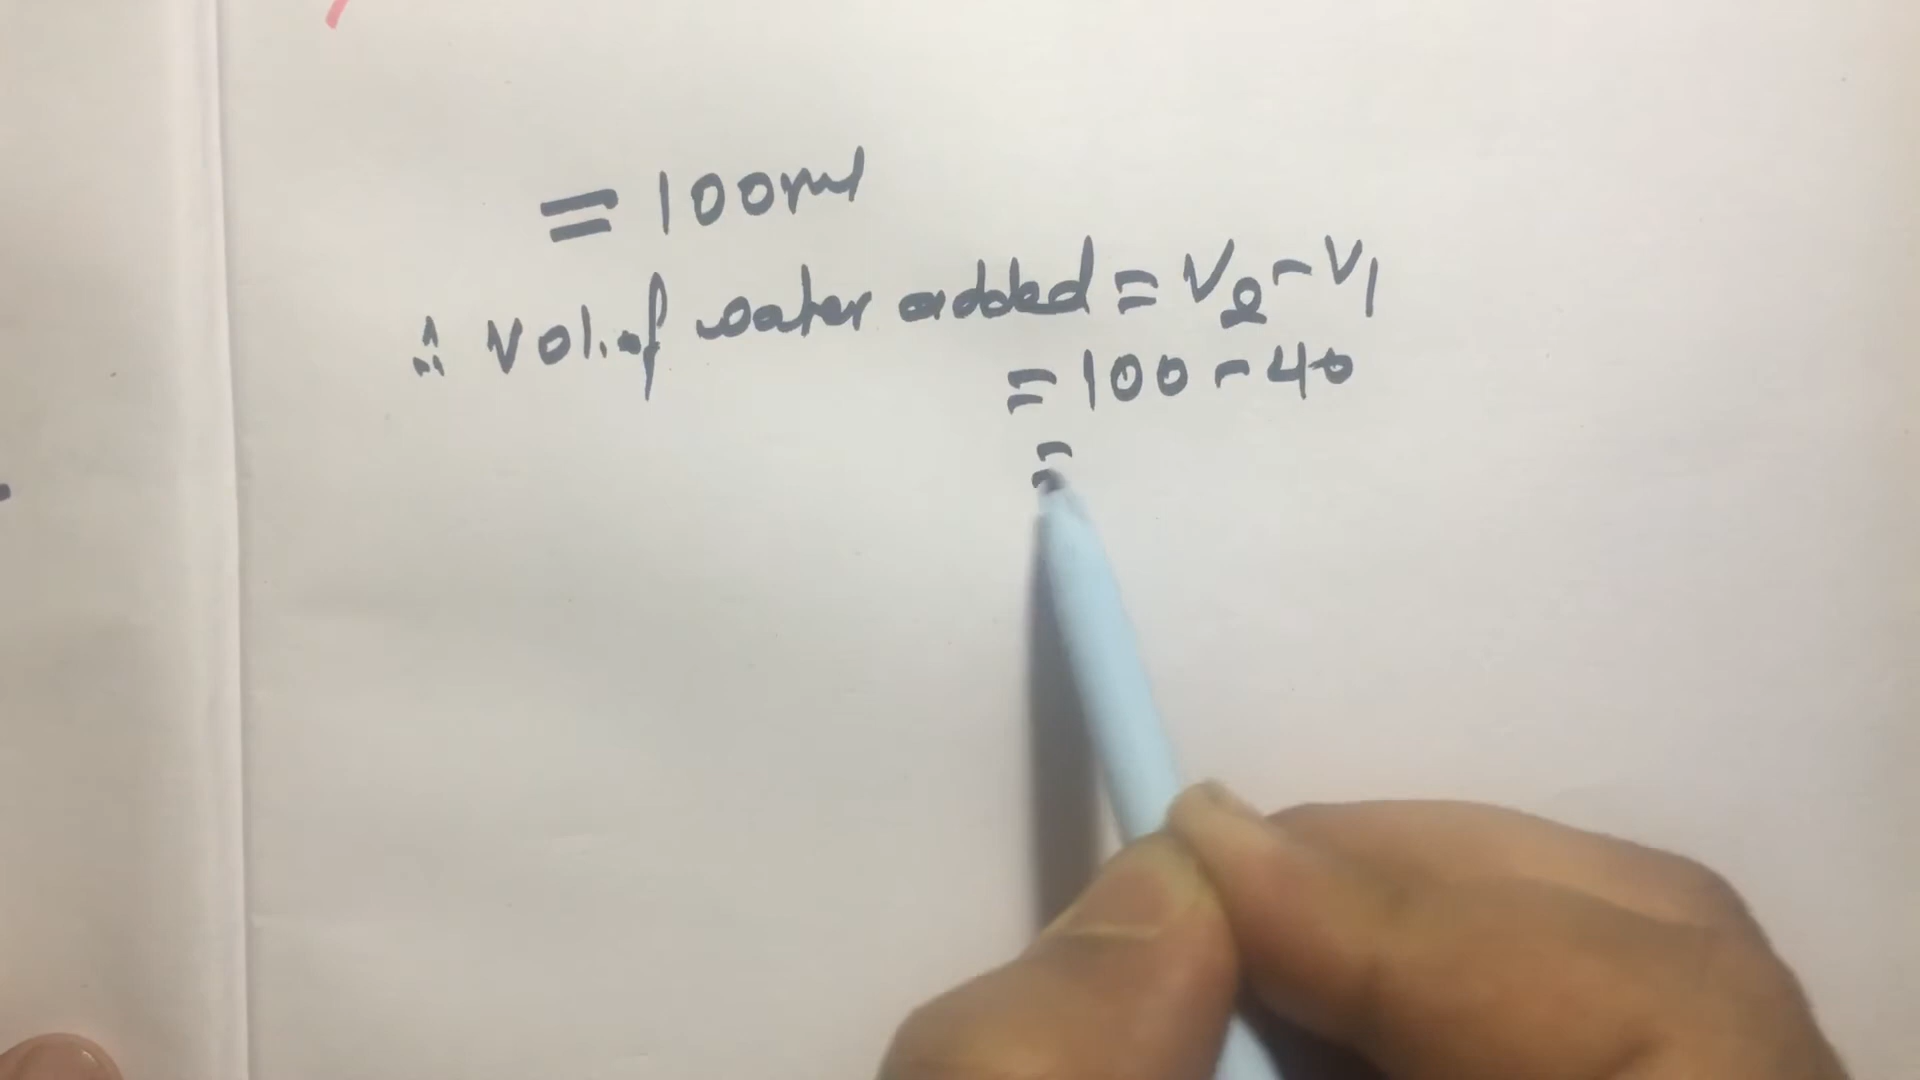 = 100ml
∴ Vol. of water added = V₂ - V₁
= 100 - 40
=